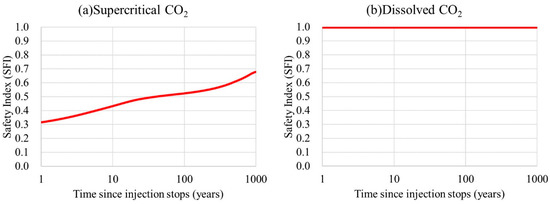 (a)Supercritical CO₂
Safety Index (SFI)
1.0
0.9
0.8
0.7
0.6
0.5
0.4
0.3
0.2
0.1
0.0
1 10 100 1000
Time since injection stops (years)
(b)Dissolved CO₂
Safety Index (SFI)
1.0
0.9
0.8
0.7
0.6
0.5
0.4
0.3
0.2
0.1
0.0
1 10 100 1000
Time since injection stops (years)